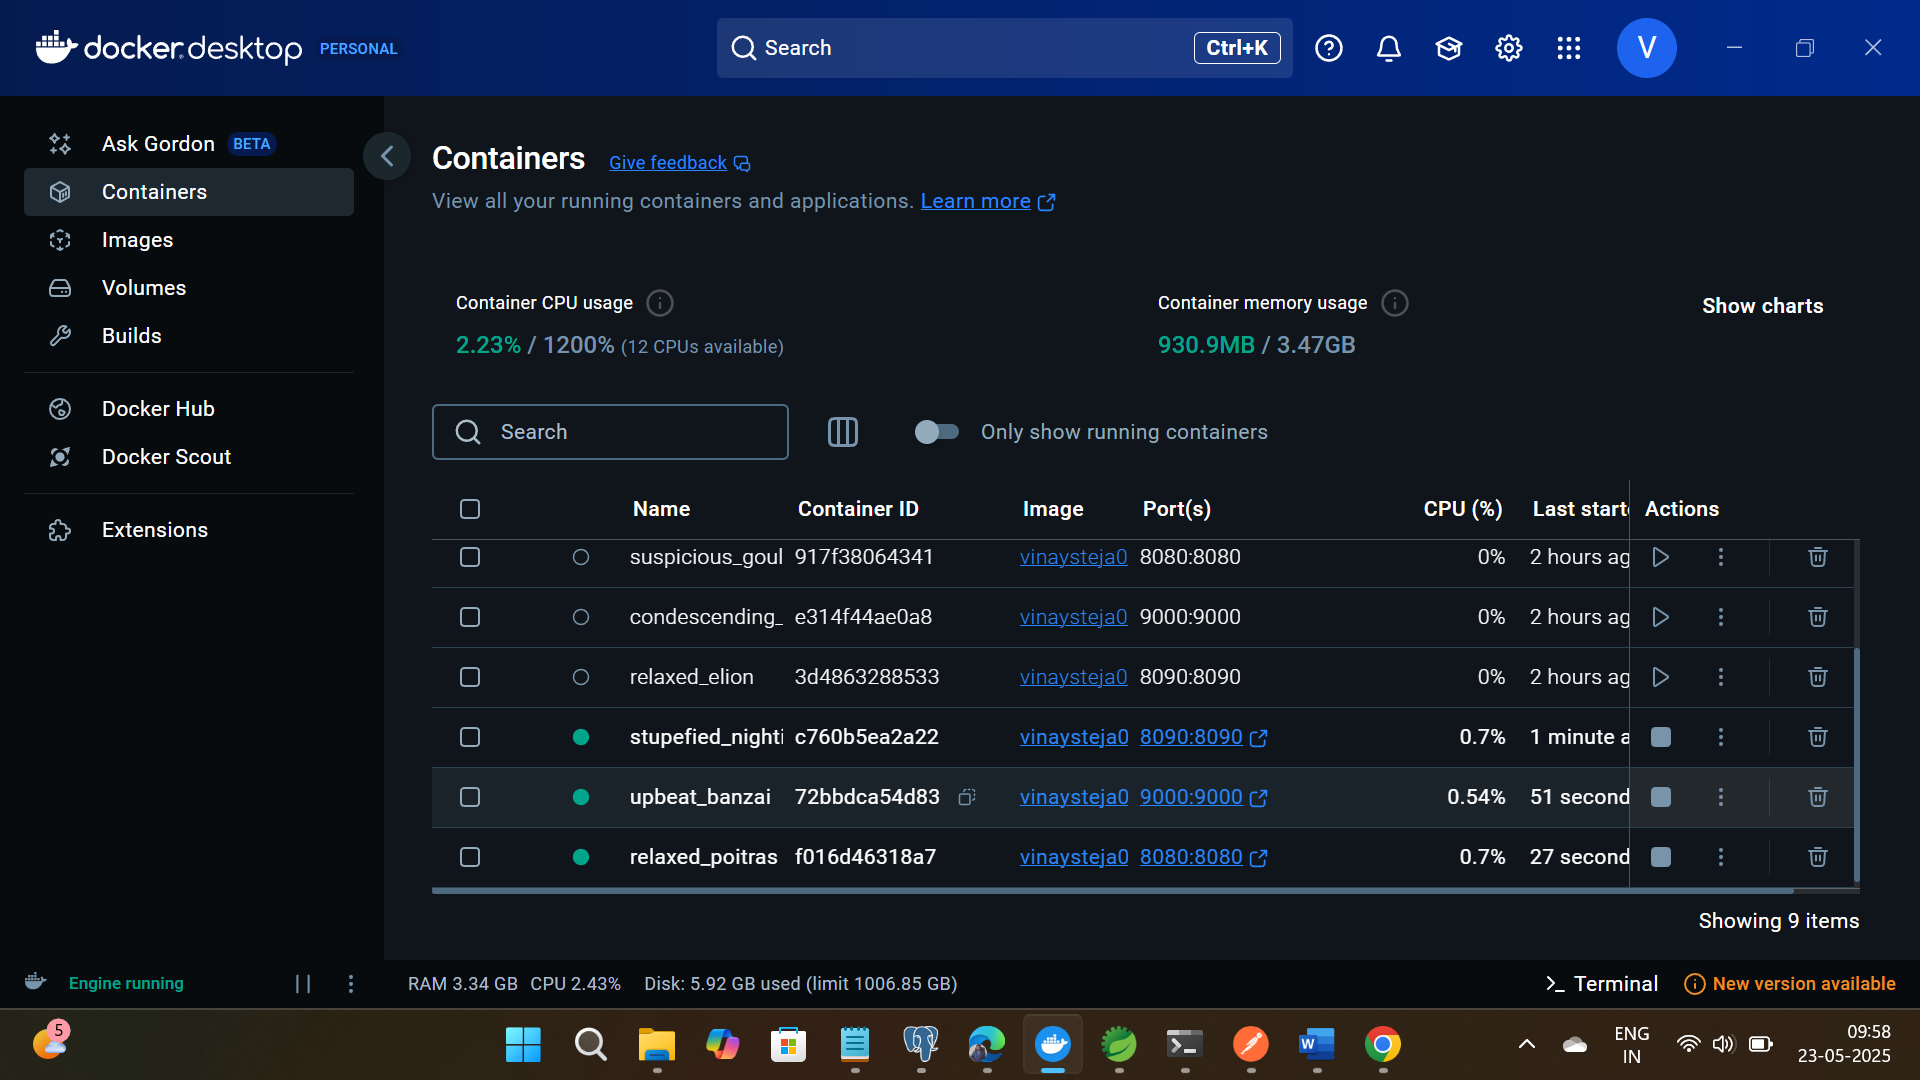 docker desktop PERSONAL
Search Ctrl+K
V
Ask Gordon BETA
Containers
Images
Volumes
Builds
Docker Hub
Docker Scout
Extensions
Containers Give feedback
View all your running containers and applications. Learn more
Container CPU usage
2.23% / 1200% (12 CPUs available)
Container memory usage
930.9MB / 3.47GB
Show charts
Search
Only show running containers
Name Container ID Image Port(s) CPU (%) Last starte Actions
suspicious_goul 917f38064341 vinaysteja0 8080:8080 0% 2 hours ag
condescending_ e314f44ae0a8 vinaysteja0 9000:9000 0% 2 hours ag
relaxed_elion 3d4863288533 vinaysteja0 8090:8090 0% 2 hours ag
stupefied_nighti c760b5ea2a22 vinaysteja0 8090:8090 0.7% 1 minute a
upbeat_banzai 72bbdca54d83 vinaysteja0 9000:9000 0.54% 51 second
relaxed_poitras f016d46318a7 vinaysteja0 8080:8080 0.7% 27 second
Showing 9 items
Engine running
RAM 3.34 GB CPU 2.43% Disk: 5.92 GB used (limit 1006.85 GB)
>_ Terminal
New version available
5
W
ENG
IN
09:58
23-05-2025